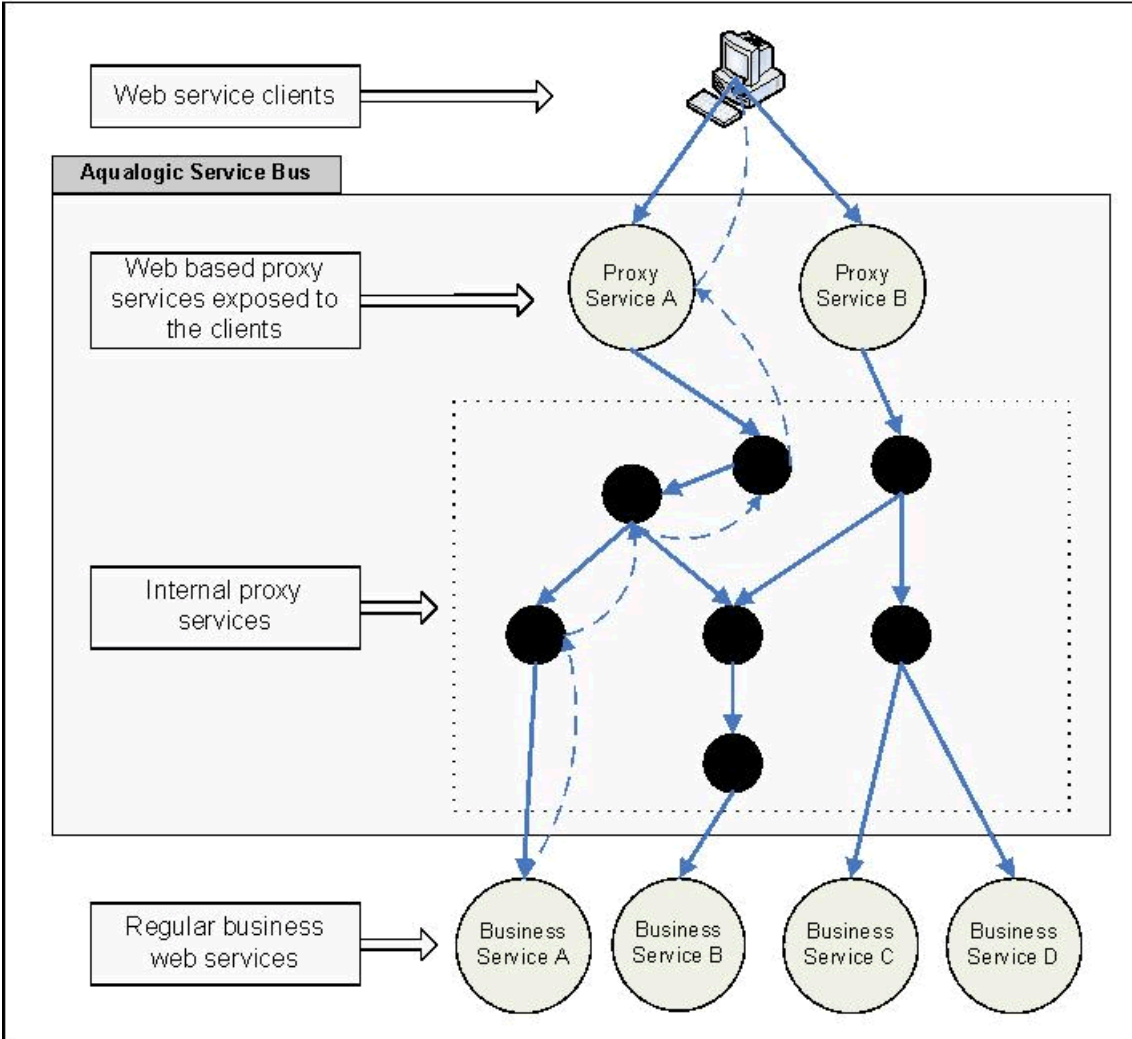 Web service clients
Aqualogic Service Bus
Web based proxy
services exposed to
the clients
Proxy
Service A
Proxy
Service B
Internal proxy
services
Regular business
web services
Business
Service A
Business
Service B
Business
Service C
Business
Service D